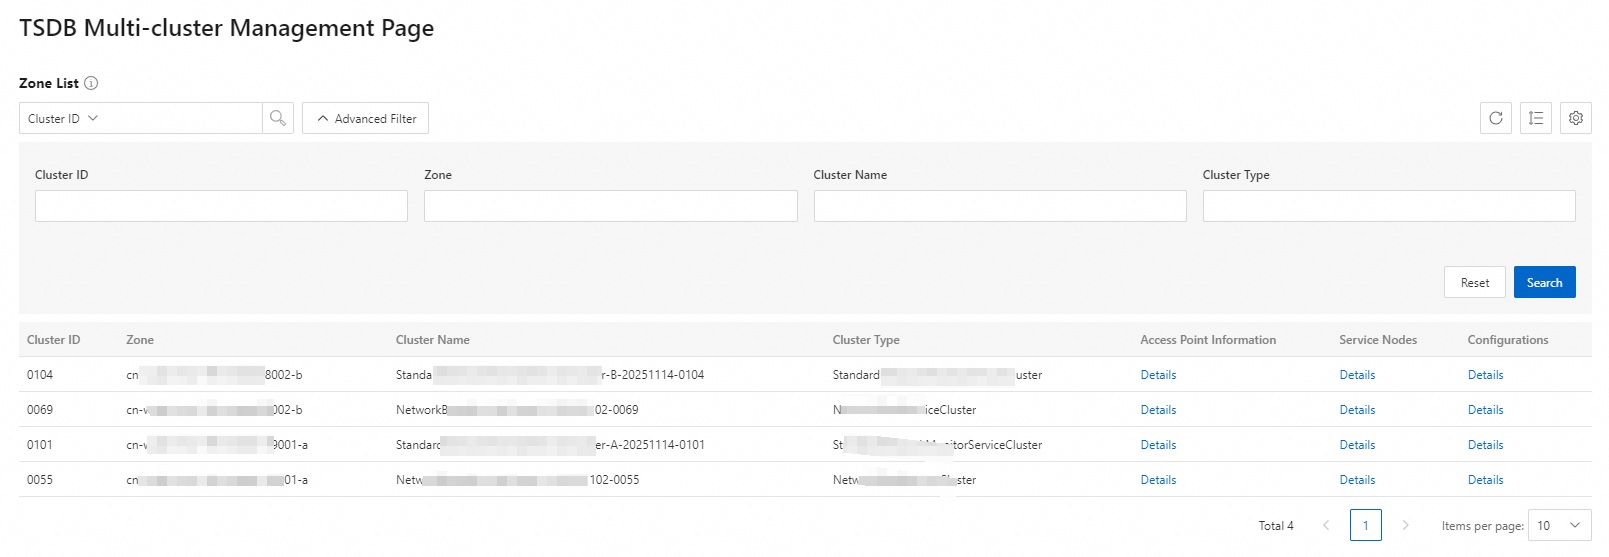 TSDB Multi-cluster Management Page
Zone List
Cluster ID Advanced Filter
Cluster ID Zone Cluster Name Cluster Type
Reset Search
Cluster ID Zone Cluster Name Cluster Type Access Point Information Service Nodes Configurations
0104 cn 8002-b Standa r-B-20251114-0104 Standard uster Details Details Details
0069 cn- 002-b Network 02-0069 N iceCluster Details Details Details
0101 cn- 9001-a Standard er-A-20251114-0101 St MonitorServiceCluster Details Details Details
0055 cn 01-a Netw 102-0055 Netw Cluster Details Details Details
Total 4 1 Items per page: 10